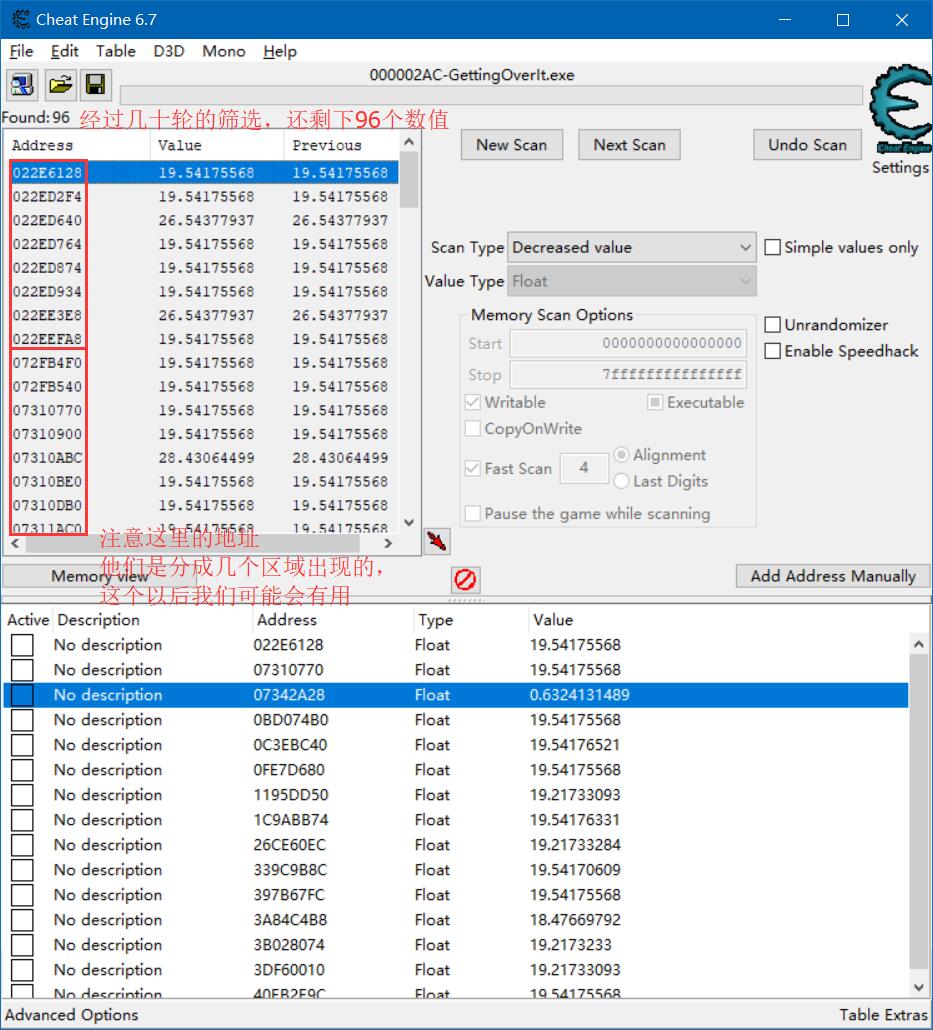 Cheat Engine 6.7
File Edit Table D3D Mono Help
000002AC-GettingOverIt.exe
Found: 96
经过几十轮的筛选，还剩下96个数值
Address Value Previous
022E6128 19.54175568 19.54175568
022ED2F4 19.54175568 19.54175568
022ED640 26.54377937 26.54377937
022ED764 19.54175568 19.54175568
022ED874 19.54175568 19.54175568
022ED934 19.54175568 19.54175568
022EE3E8 26.54377937 26.54377937
022EEFA8 19.54175568 19.54175568
072FB4F0 19.54175568 19.54175568
072FB540 19.54175568 19.54175568
07310770 19.54175568 19.54175568
07310900 19.54175568 19.54175568
07310ABC 28.43064499 28.43064499
07310BE0 19.54175568 19.54175568
07310DB0 19.54175568 19.54175568
07311AC0 19.54175568 19.54175568
注意这里的地址
他们是分成几个区域出现的，
这个以后我们可能会有用
New Scan Next Scan Undo Scan
Cheat Engine
Settings
Scan Type Decreased value Simple values only
Value Type Float
Memory Scan Options
Start 0000000000000000
Stop 7fffffffffffffff
Writable Executable
CopyOnWrite
Fast Scan 4 Alignment
Last Digits
Pause the game while scanning
Unrandomizer
Enable Speedhack
Memory view
Add Address Manually
Active Description Address Type Value
No description 022E6128 Float 19.54175568
No description 07310770 Float 19.54175568
No description 07342A28 Float 0.6324131489
No description 0BD074B0 Float 19.54175568
No description 0C3EBC40 Float 19.54176521
No description 0FE7D680 Float 19.54175568
No description 1195DD50 Float 19.21733093
No description 1C9ABB74 Float 19.54176331
No description 26CE60EC Float 19.21733284
No description 339C9B8C Float 19.54170609
No description 397B67FC Float 19.54175568
No description 3A84C4B8 Float 18.47669792
No description 3B028074 Float 19.2173233
No description 3DF60010 Float 19.21733093
No description 40EB2E9C Float 19.54175568
Advanced Options
Table Extras